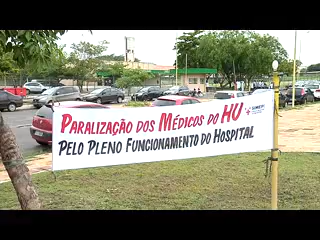 PARALIZAÇÃO DOS MÉDICOS DO HU
PELO PLENO FUNCIONAMENTO DO HOSPITAL